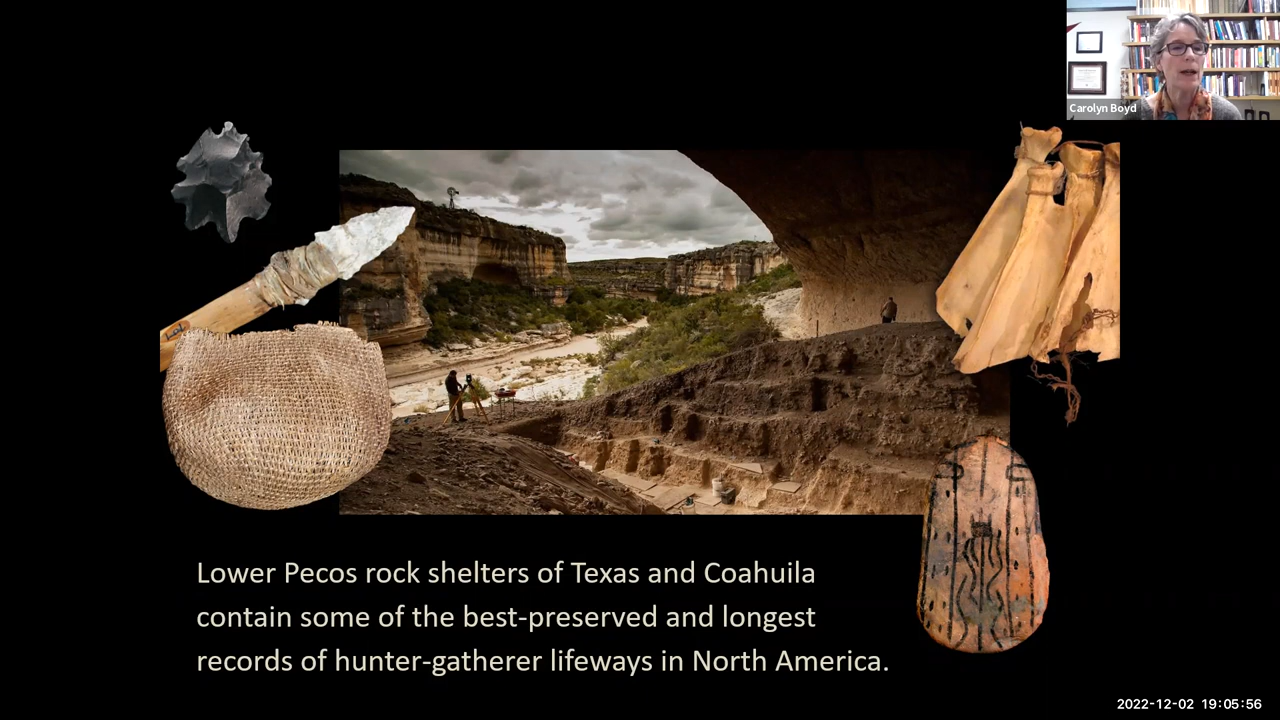 Carolyn Boyd
Lower Pecos rock shelters of Texas and Coahuila
contain some of the best-preserved and longest
records of hunter-gatherer lifeways in North America.
2022-12-02 19:05:56